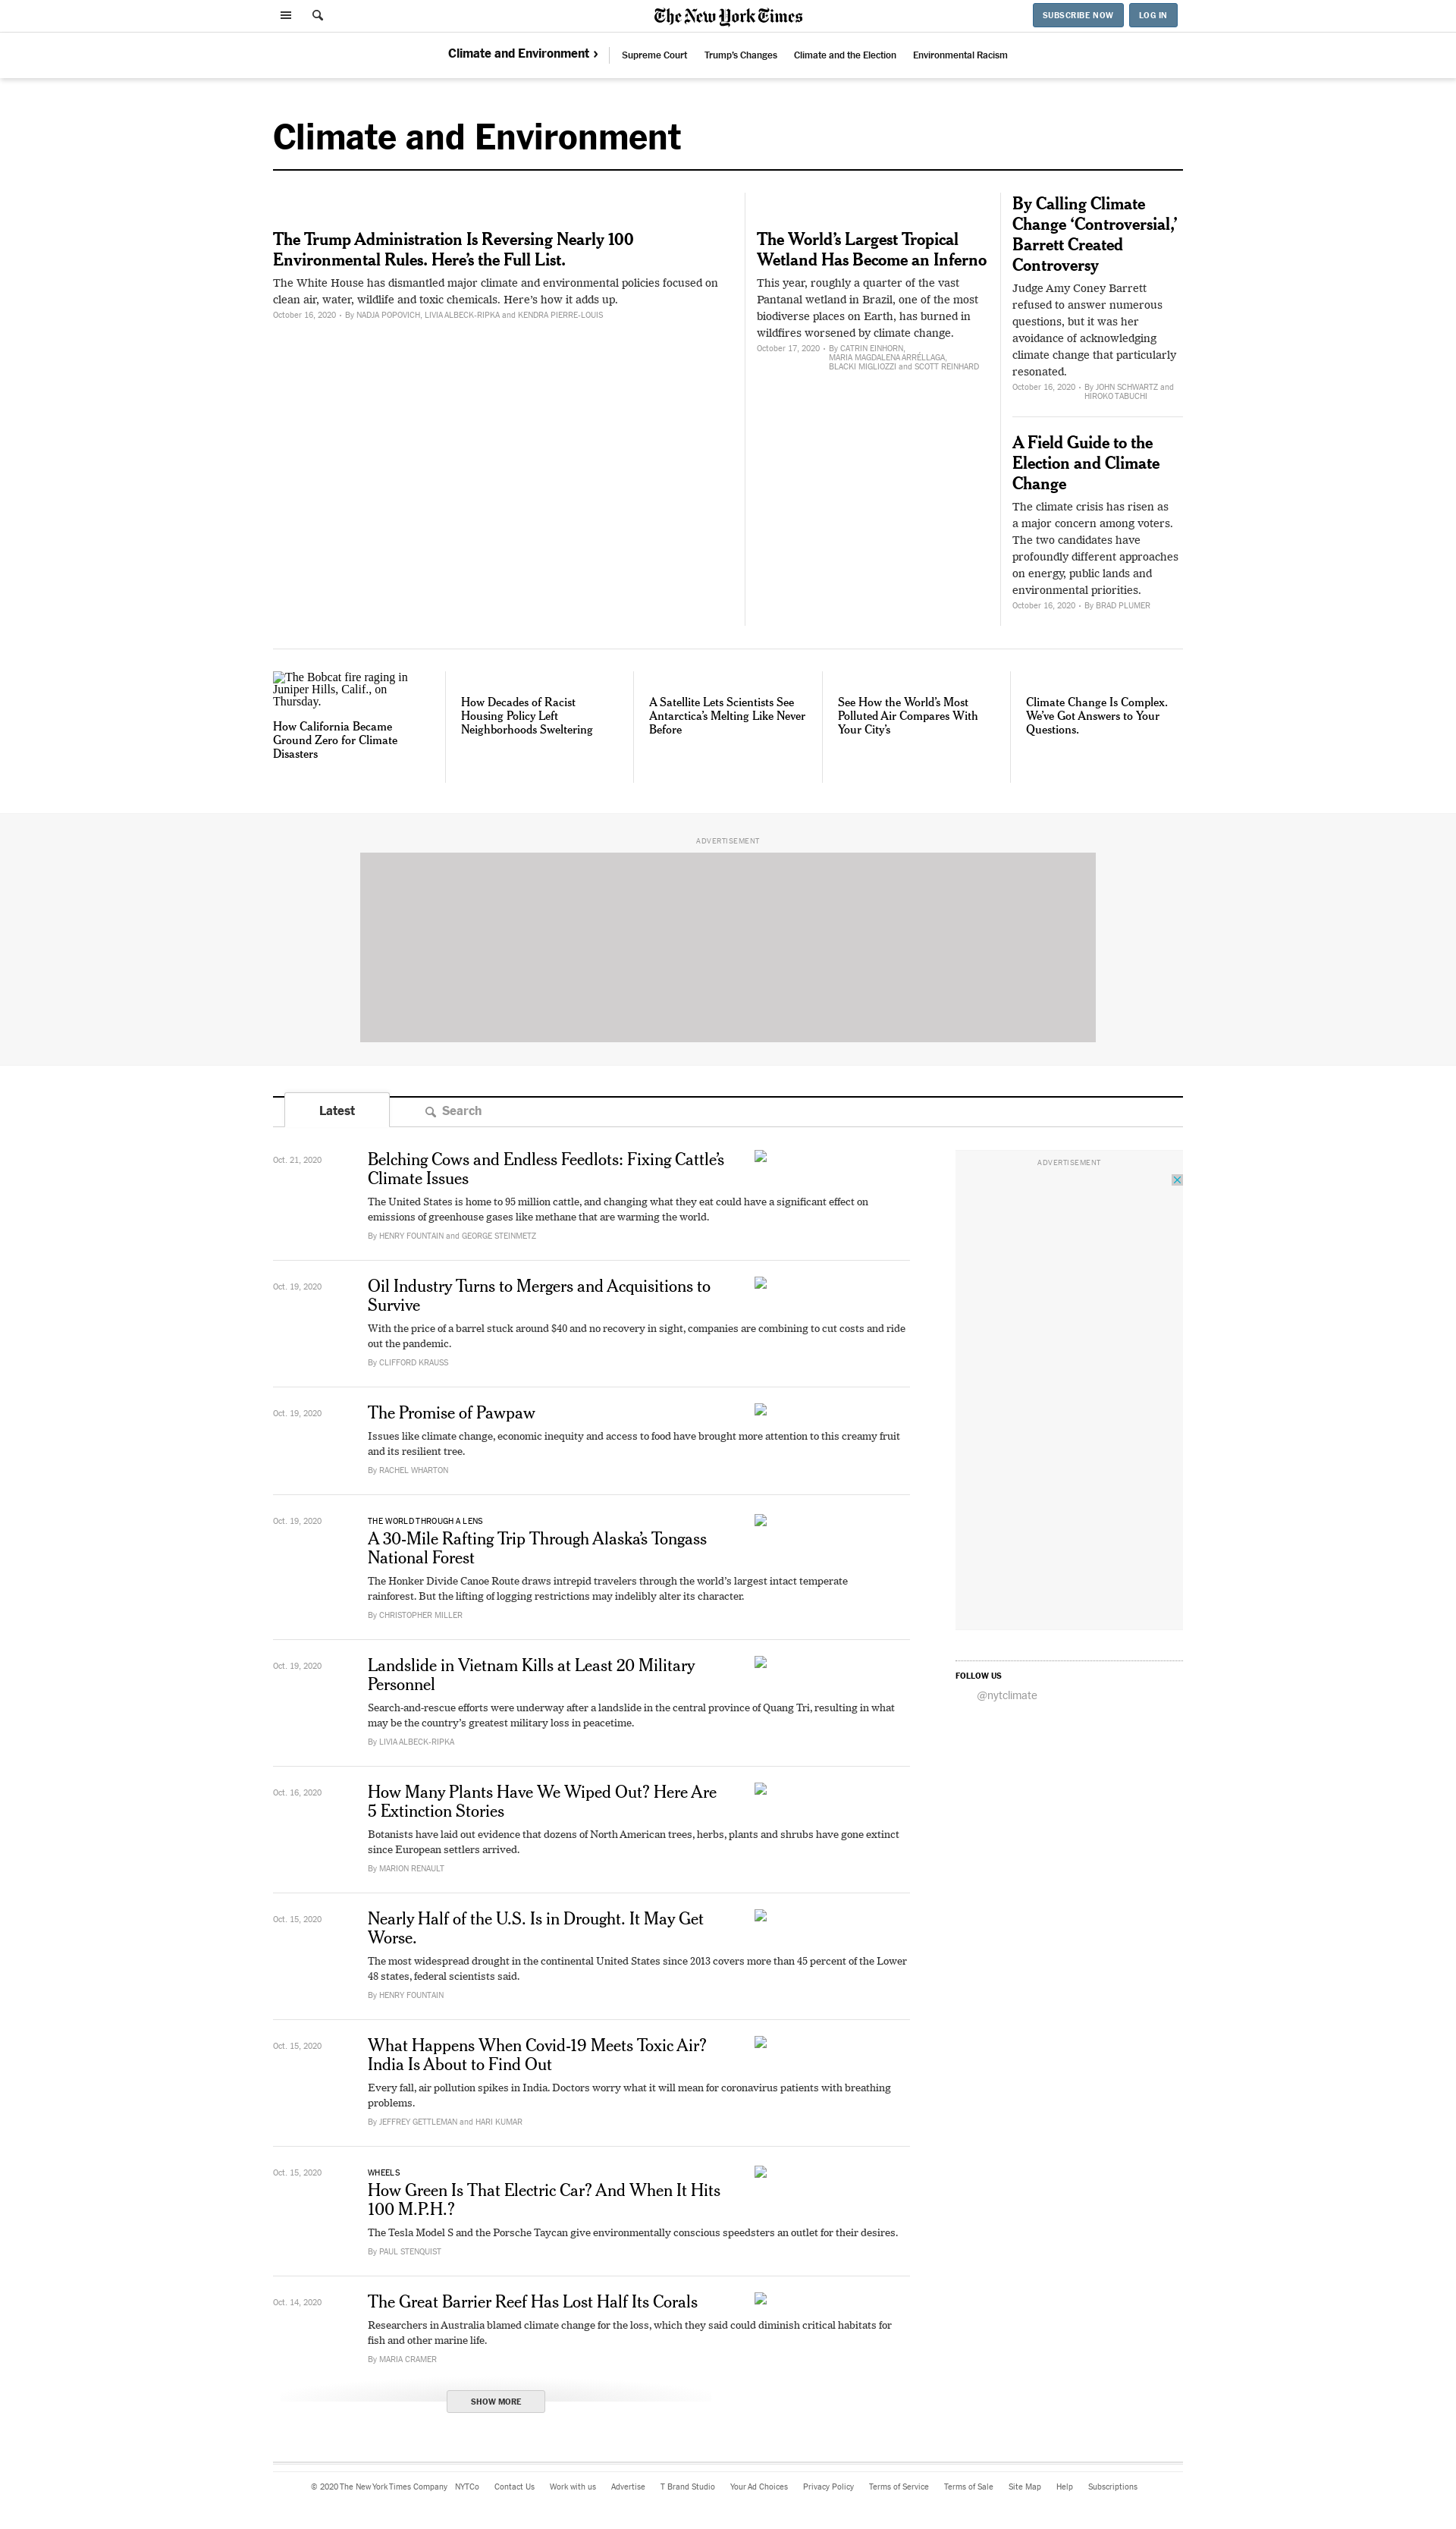 The New York Times
SUBSCRIBE NOW
LOG IN
Climate and Environment ›
Supreme Court
Trump's Changes
Climate and the Election
Environmental Racism
Climate and Environment
The Trump Administration Is Reversing Nearly 100
Environmental Rules. Here's the Full List.
The White House has dismantled major climate and environmental policies focused on
clean air, water, wildlife and toxic chemicals. Here's how it adds up.
October 16, 2020 · By NADJA POPOVICH, LIVIA ALBECK-RIPKA and KENDRA PIERRE-LOUIS
The World's Largest Tropical
Wetland Has Become an Inferno
This year, roughly a quarter of the vast
Pantanal wetland in Brazil, one of the most
biodiverse places on Earth, has burned in
wildfires worsened by climate change.
October 17, 2020 · By CATRIN EINHORN,
MARIA MAGDALENA ARRÉLLAGA,
BLACKI MIGLIOZZI and SCOTT REINHARD
By Calling Climate
Change 'Controversial,'
Barrett Created
Controversy
Judge Amy Coney Barrett
refused to answer numerous
questions, but it was her
avoidance of acknowledging
climate change that particularly
resonated.
October 16, 2020 · By JOHN SCHWARTZ and
HIROKO TABUCHI
A Field Guide to the
Election and Climate
Change
The climate crisis has risen as
a major concern among voters.
The two candidates have
profoundly different approaches
on energy, public lands and
environmental priorities.
October 16, 2020 · By BRAD PLUMER
The Bobcat fire raging in
Juniper Hills, Calif., on
Thursday.
How California Became
Ground Zero for Climate
Disasters
How Decades of Racist
Housing Policy Left
Neighborhoods Sweltering
A Satellite Lets Scientists See
Antarctica's Melting Like Never
Before
See How the World's Most
Polluted Air Compares With
Your City's
Climate Change Is Complex.
We've Got Answers to Your
Questions.
ADVERTISEMENT
Latest
Search
Oct. 21, 2020
Belching Cows and Endless Feedlots: Fixing Cattle's
Climate Issues
The United States is home to 95 million cattle, and changing what they eat could have a significant effect on
emissions of greenhouse gases like methane that are warming the world.
By HENRY FOUNTAIN and GEORGE STEINMETZ
ADVERTISEMENT
Oct. 19, 2020
Oil Industry Turns to Mergers and Acquisitions to
Survive
With the price of a barrel stuck around $40 and no recovery in sight, companies are combining to cut costs and ride
out the pandemic.
By CLIFFORD KRAUSS
Oct. 19, 2020
The Promise of Pawpaw
Issues like climate change, economic inequity and access to food have brought more attention to this creamy fruit
and its resilient tree.
By RACHEL WHARTON
Oct. 19, 2020
THE WORLD THROUGH A LENS
A 30-Mile Rafting Trip Through Alaska's Tongass
National Forest
The Honker Divide Canoe Route draws intrepid travelers through the world's largest intact temperate
rainforest. But the lifting of logging restrictions may indelibly alter its character.
By CHRISTOPHER MILLER
Oct. 19, 2020
Landslide in Vietnam Kills at Least 20 Military
Personnel
Search-and-rescue efforts were underway after a landslide in the central province of Quang Tri, resulting in what
may be the country's greatest military loss in peacetime.
By LIVIA ALBECK-RIPKA
FOLLOW US
@nytclimate
Oct. 16, 2020
How Many Plants Have We Wiped Out? Here Are
5 Extinction Stories
Botanists have laid out evidence that dozens of North American trees, herbs, plants and shrubs have gone extinct
since European settlers arrived.
By MARION RENAULT
Oct. 15, 2020
Nearly Half of the U.S. Is in Drought. It May Get
Worse.
The most widespread drought in the continental United States since 2013 covers more than 45 percent of the Lower
48 states, federal scientists said.
By HENRY FOUNTAIN
Oct. 15, 2020
What Happens When Covid-19 Meets Toxic Air?
India Is About to Find Out
Every fall, air pollution spikes in India. Doctors worry what it will mean for coronavirus patients with breathing
problems.
By JEFFREY GETTLEMAN and HARI KUMAR
Oct. 15, 2020
WHEELS
How Green Is That Electric Car? And When It Hits
100 M.P.H.?
The Tesla Model S and the Porsche Taycan give environmentally conscious speedsters an outlet for their desires.
By PAUL STENQUIST
Oct. 14, 2020
The Great Barrier Reef Has Lost Half Its Corals
Researchers in Australia blamed climate change for the loss, which they said could diminish critical habitats for
fish and other marine life.
By MARIA CRAMER
SHOW MORE
© 2020 The New York Times Company NYTCo Contact Us Work with us Advertise T Brand Studio Your Ad Choices Privacy Policy Terms of Service Terms of Sale Site Map Help Subscriptions